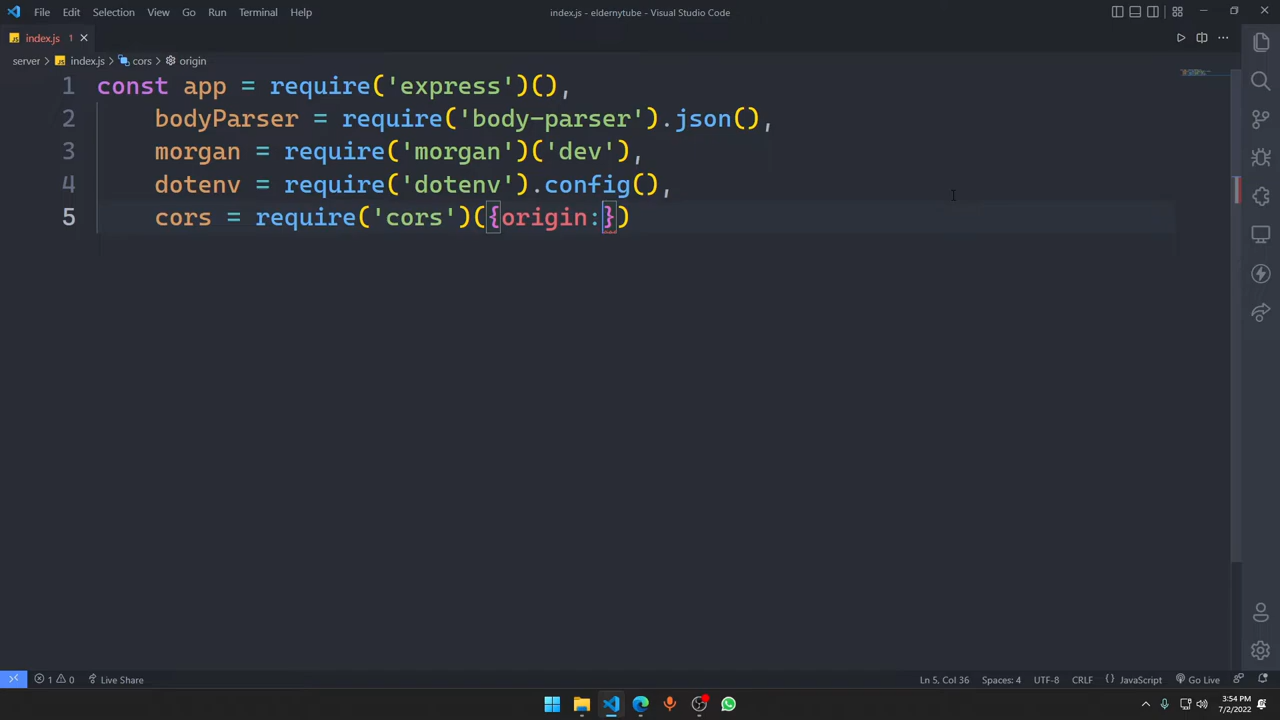 File Edit Selection View Go Run Terminal Help
index.js - eldernytube - Visual Studio Code
JS index.js 1
server > JS index.js > cors > origin
1 const app = require('express')(),
2 bodyParser = require('body-parser').json(),
3 morgan = require('morgan')('dev'),
4 dotenv = require('dotenv').config(),
5 cors = require('cors')({origin:})
1 0 Live Share
Ln 5, Col 36 Spaces: 4 UTF-8 CRLF {} JavaScript Go Live
3:54 PM
7/2/2022